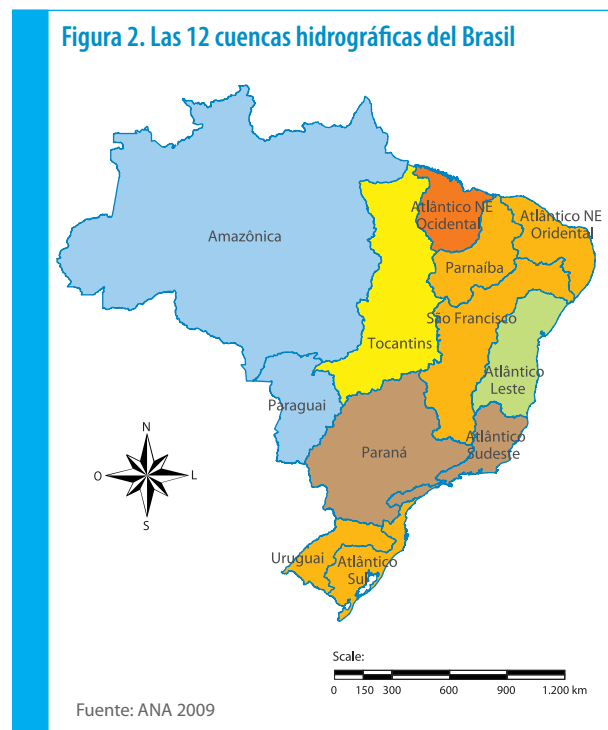 Figura 2. Las 12 cuencas hidrográficas del Brasil
Amazônica
Atlântico NE
Ocidental
Atlântico NE
Oridental
Parnaíba
São Francisco
Tocantins
Atlântico
Leste
Paraguai
Paraná
Atlântico
Sudeste
N
O
L
S
Uruguai
Atlântico
Sul
Scale:
0 150 300 600 900 1.200 km
Fuente: ANA 2009